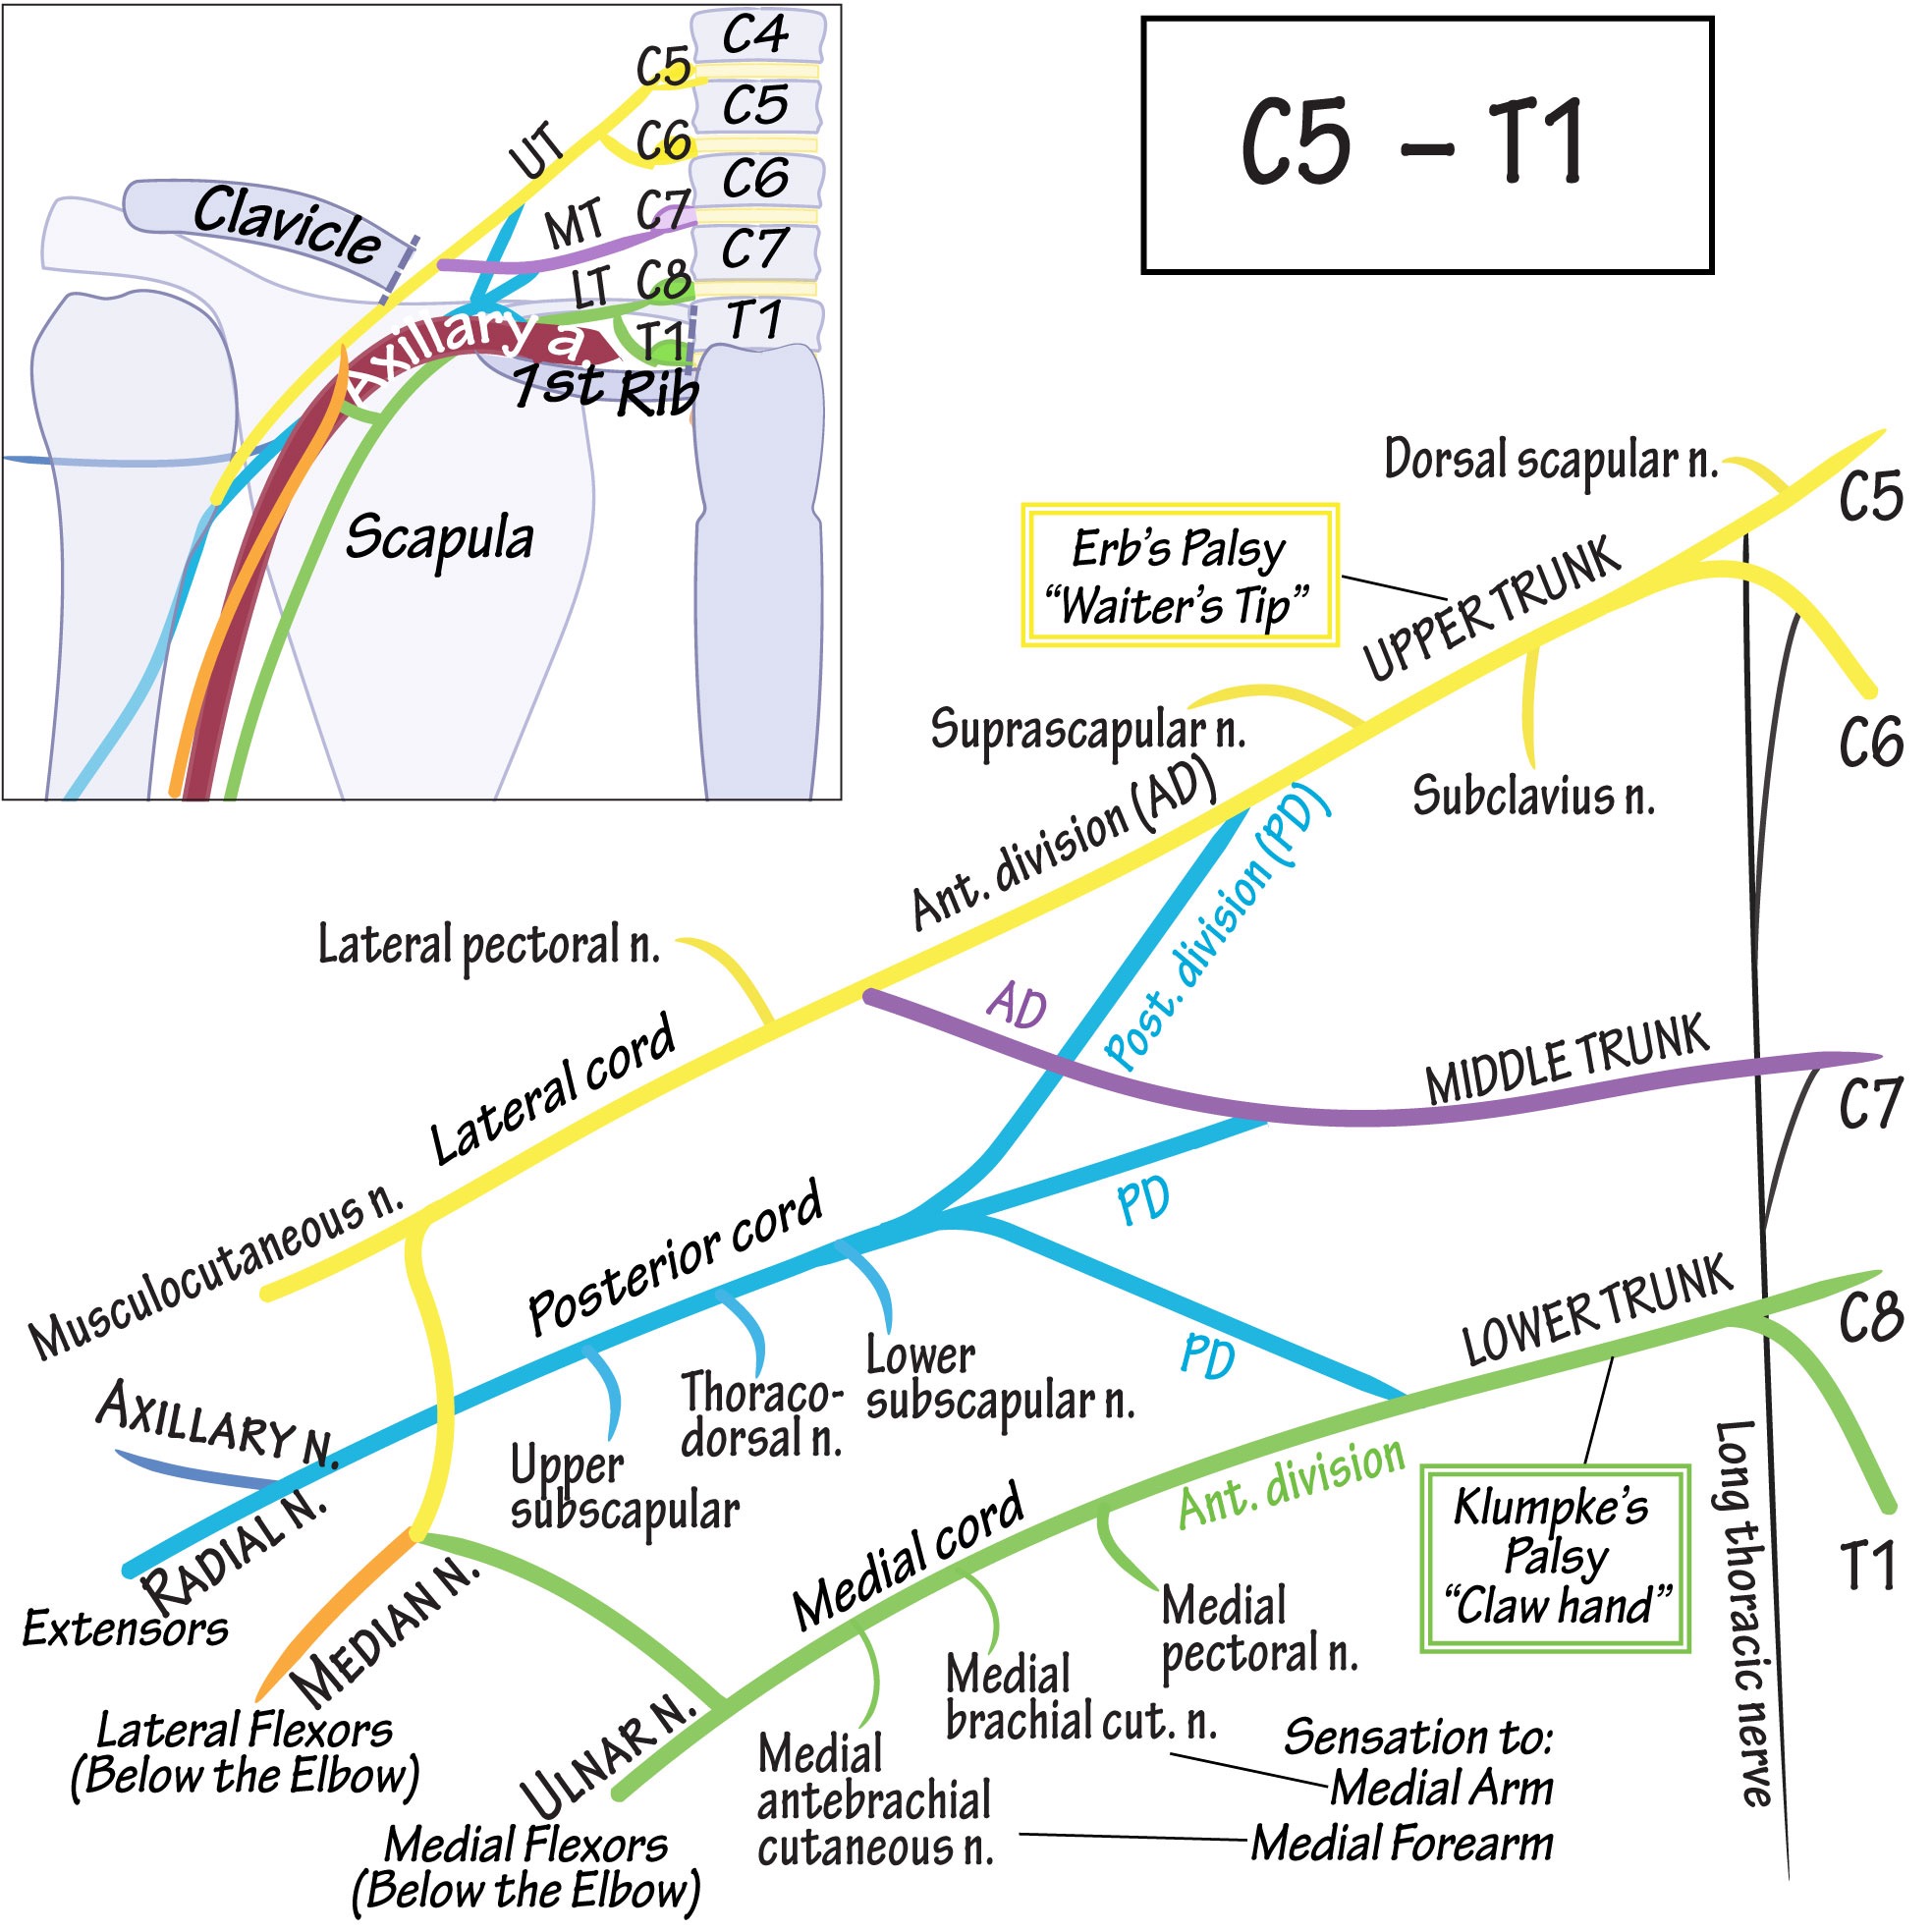 C4
C5
C5
UT
C6
C6
Clavicle
MT
C7
C7
LT
C8
T1
Axillary a.
T1
1st Rib
Scapula
C5 – T1
Dorsal scapular n.
C5
Erb's Palsy
"Waiter's Tip"
UPPER TRUNK
Suprascapular n.
C6
Subclavius n.
Ant. division (AD)
Post. division (PD)
Lateral pectoral n.
AD
Lateral cord
MIDDLE TRUNK
C7
PD
Musculocutaneous n.
Posterior cord
LOWER TRUNK
C8
PD
Lower
subscapular n.
Thoraco-
dorsal n.
AXILLARY N.
Upper
subscapular
Ant. division
Long thoracic nerve
Klumpke's
Palsy
"Claw hand"
T1
RADIAL N.
Extensors
MEDIAN N.
Medial cord
Medial
pectoral n.
Medial
brachial cut. n.
Lateral Flexors
(Below the Elbow)
ULNAR N.
Medial
antebrachial
cutaneous n.
Sensation to:
Medial Arm
Medial Forearm
Medial Flexors
(Below the Elbow)